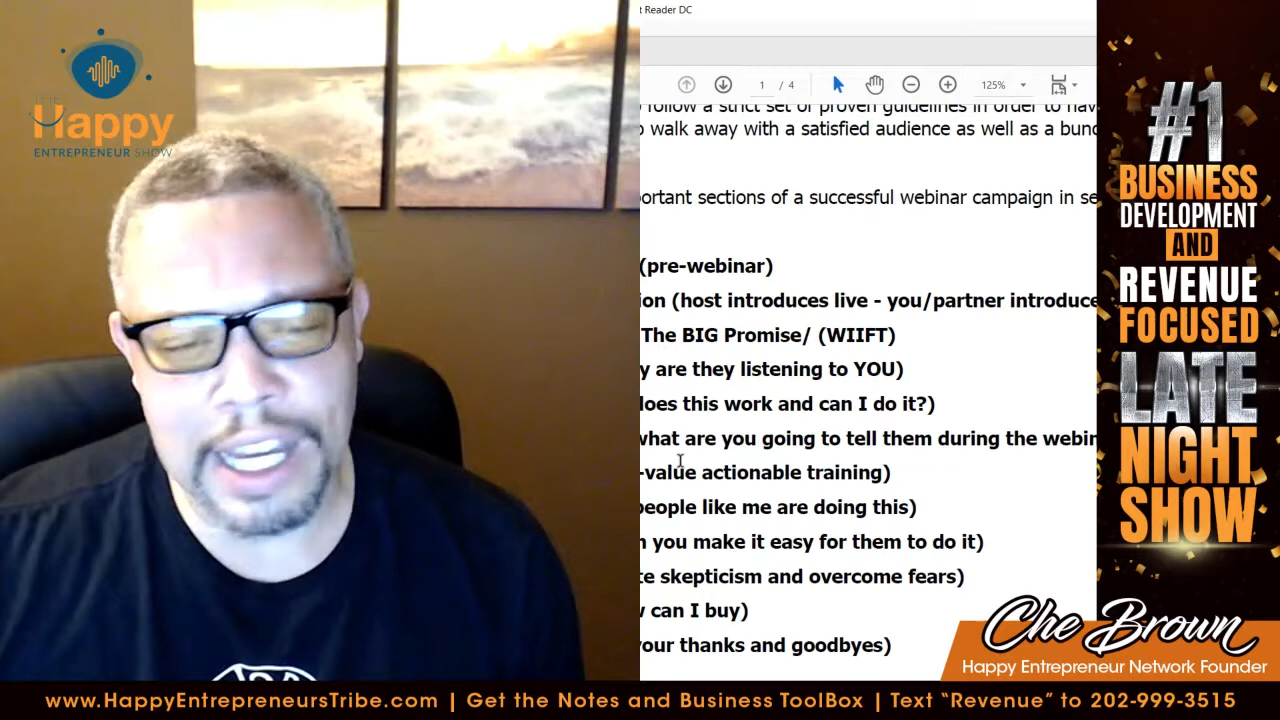 THE
Happy
ENTREPRENEUR SHOW
t Reader DC
1 / 4
125%
follow a strict set of proven guidelines in order to hav
walk away with a satisfied audience as well as a bunc
ortant sections of a successful webinar campaign in se
(pre-webinar)
ion (host introduces live - you/partner introduce
The BIG Promise/ (WIIFT)
y are they listening to YOU)
does this work and can I do it?)
what are you going to tell them during the webin
-value actionable training)
people like me are doing this)
n you make it easy for them to do it)
te skepticism and overcome fears)
w can I buy)
your thanks and goodbyes)
#1
BUSINESS
DEVELOPMENT
AND
REVENUE
FOCUSED
LATE
NIGHT
SHOW
Che Brown
Happy Entrepreneur Network Founder
www.HappyEntrepreneursTribe.com | Get the Notes and Business ToolBox | Text “Revenue” to 202-999-3515